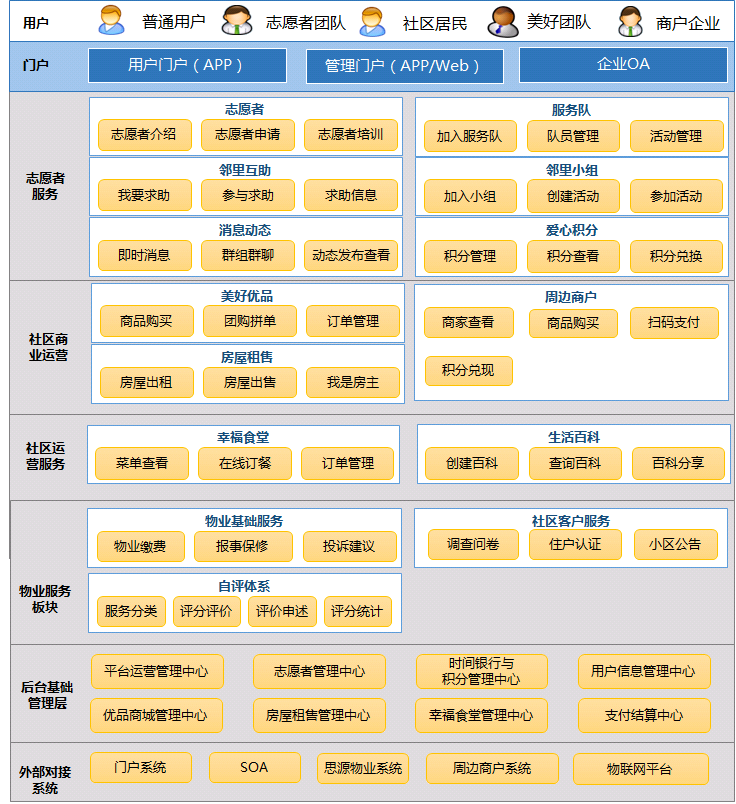 用户
普通用户
志愿者团队
社区居民
美好团队
商户企业
门户
用户门户（APP）
管理门户（APP/Web）
企业OA
志愿者
服务
志愿者
志愿者介绍
志愿者申请
志愿者培训
服务队
加入服务队
队员管理
活动管理
邻里互助
我要求助
参与求助
求助信息
邻里小组
加入小组
创建活动
参加活动
消息动态
即时消息
群组群聊
动态发布查看
爱心积分
积分管理
积分查看
积分兑换
社区商
业运营
美好优品
商品购买
团购拼单
订单管理
周边商户
商家查看
商品购买
扫码支付
积分兑现
房屋租售
房屋出租
房屋出售
我是房主
社区运
营服务
幸福食堂
菜单查看
在线订餐
订单管理
生活百科
创建百科
查询百科
百科分享
物业服务
板块
物业基础服务
物业缴费
报事保修
投诉建议
社区客户服务
调查问卷
住户认证
小区公告
自评体系
服务分类
评分评价
评价申述
评分统计
后台基础
管理层
平台运营管理中心
志愿者管理中心
时间银行与
积分管理中心
用户信息管理中心
优品商城管理中心
房屋租售管理中心
幸福食堂管理中心
支付结算中心
外部对接
系统
门户系统
SOA
思源物业系统
周边商户系统
物联网平台